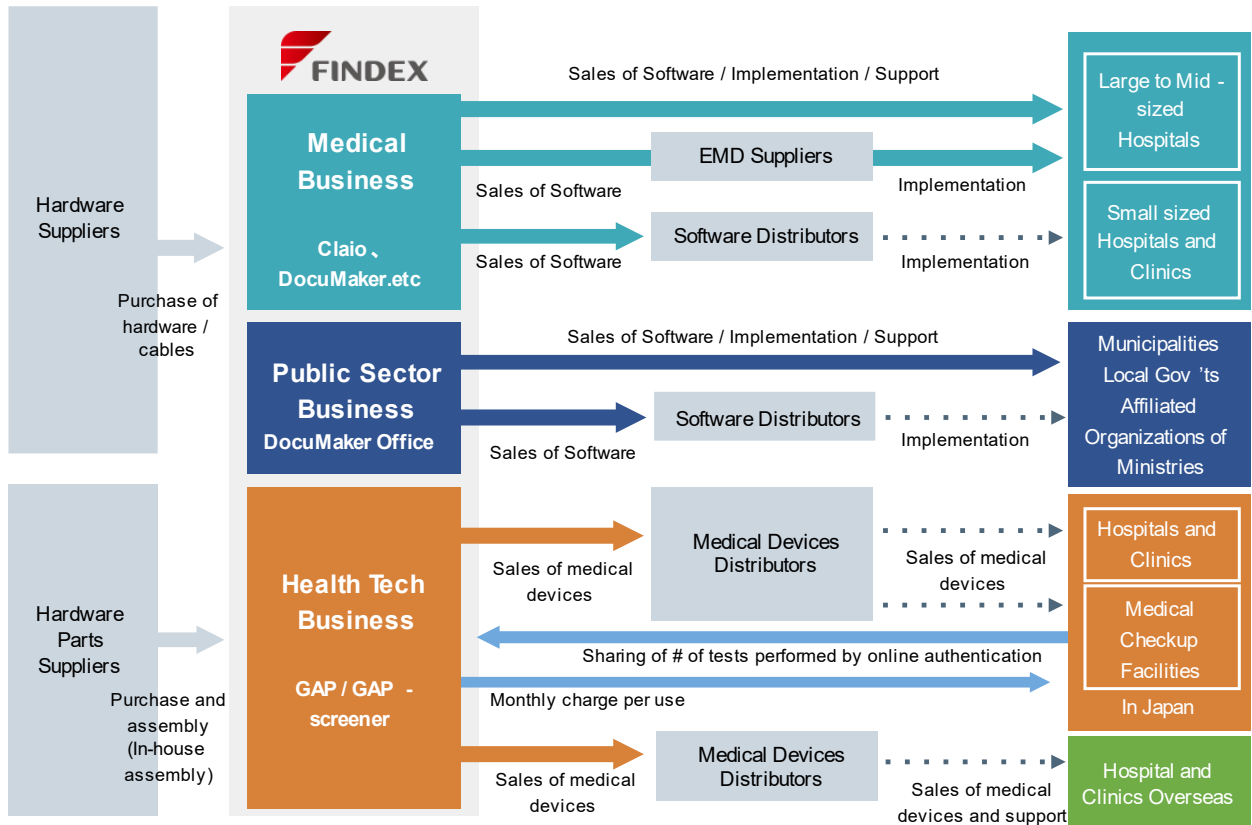 FINDEX
Hardware
Suppliers
Purchase of
hardware /
cables
Hardware
Parts
Suppliers
Purchase and
assembly
(In-house
assembly)
Medical
Business
Claio、
DocuMaker.etc
Public Sector
Business
DocuMaker Office
Health Tech
Business
GAP / GAP -
screener
Sales of Software / Implementation / Support
Sales of Software
EMD Suppliers
Implementation
Sales of Software
Software Distributors
Implementation
Large to Mid -
sized
Hospitals
Small sized
Hospitals and
Clinics
Sales of Software / Implementation / Support
Sales of Software
Software Distributors
Implementation
Municipalities
Local Gov ’ts
Affiliated
Organizations of
Ministries
Sales of medical
devices
Medical Devices
Distributors
Sales of medical
devices
Sharing of # of tests performed by online authentication
Monthly charge per use
Hospitals and
Clinics
Medical
Checkup
Facilities
In Japan
Sales of medical
devices
Medical Devices
Distributors
Sales of medical
devices and support
Hospital and
Clinics Overseas